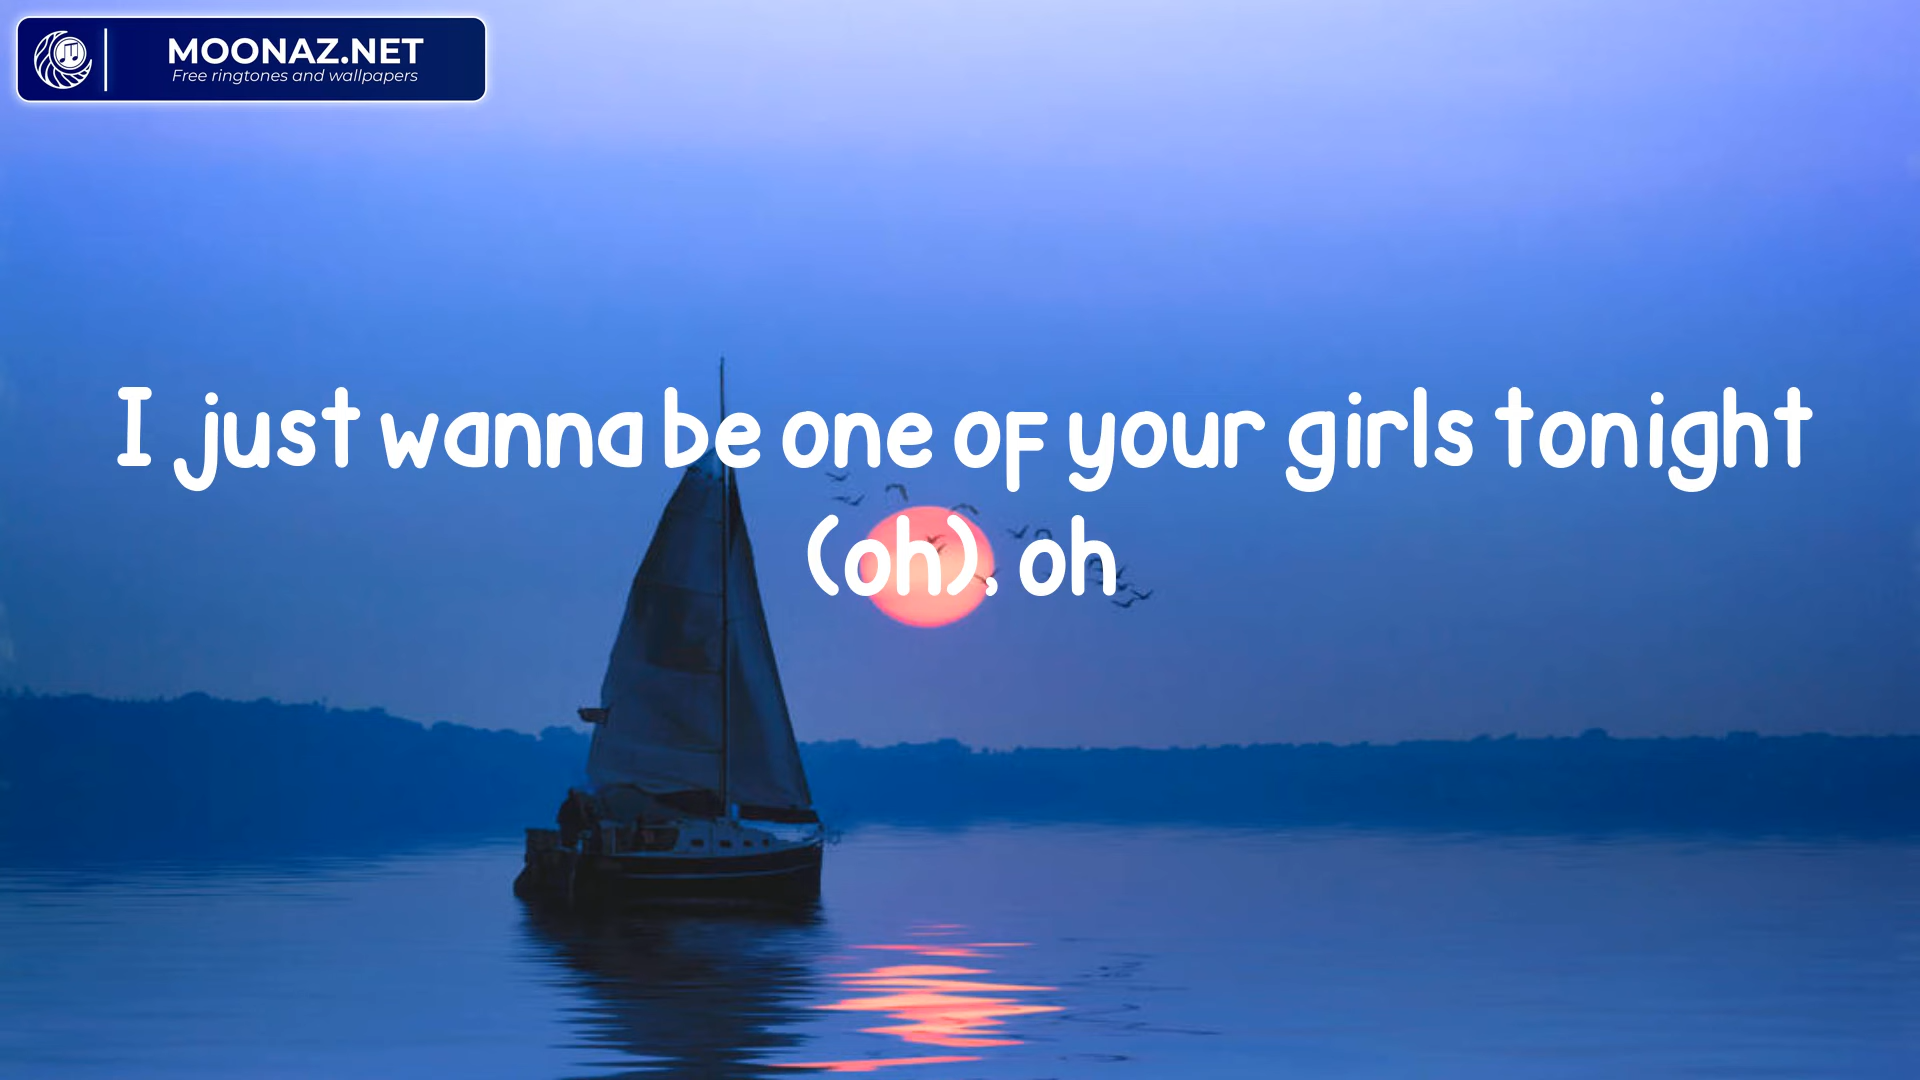 MOONAZ.NET
Free ringtones and wallpapers
I just wanna be one of your girls tonight
(oh), oh